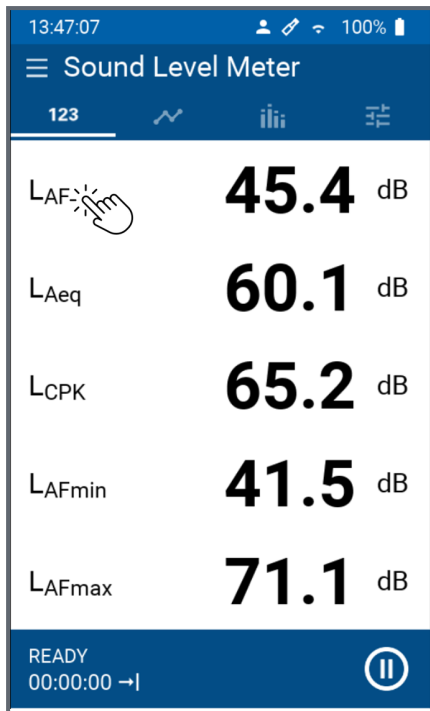 13:47:07 100%
Sound Level Meter
123
LAF 45.4 dB
LAeq 60.1 dB
LCPK 65.2 dB
LAFmin 41.5 dB
LAFmax 71.1 dB
READY
00:00:00 →|